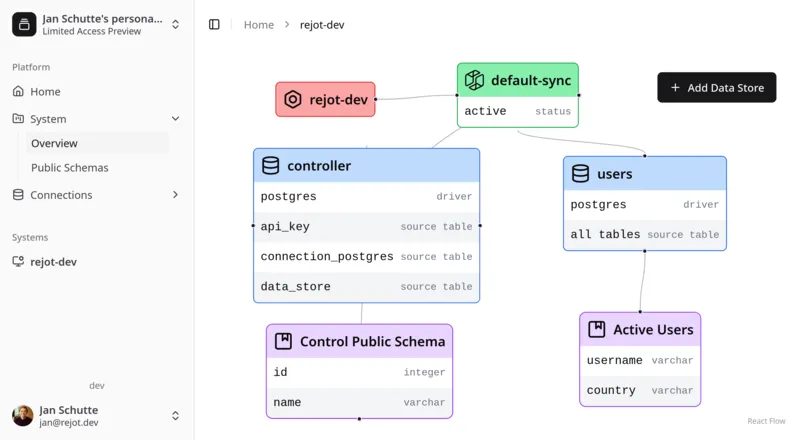 Jan Schutte's persona...
Limited Access Preview
Platform
Home
System
Overview
Public Schemas
Connections
Systems
rejot-dev
dev
Jan Schutte
jan@rejot.dev
Home > rejot-dev
rejot-dev
default-sync
active status
+ Add Data Store
controller
postgres driver
api_key source table
connection_postgres source table
data_store source table
users
postgres driver
all tables source table
Control Public Schema
id integer
name varchar
Active Users
username varchar
country varchar
React Flow